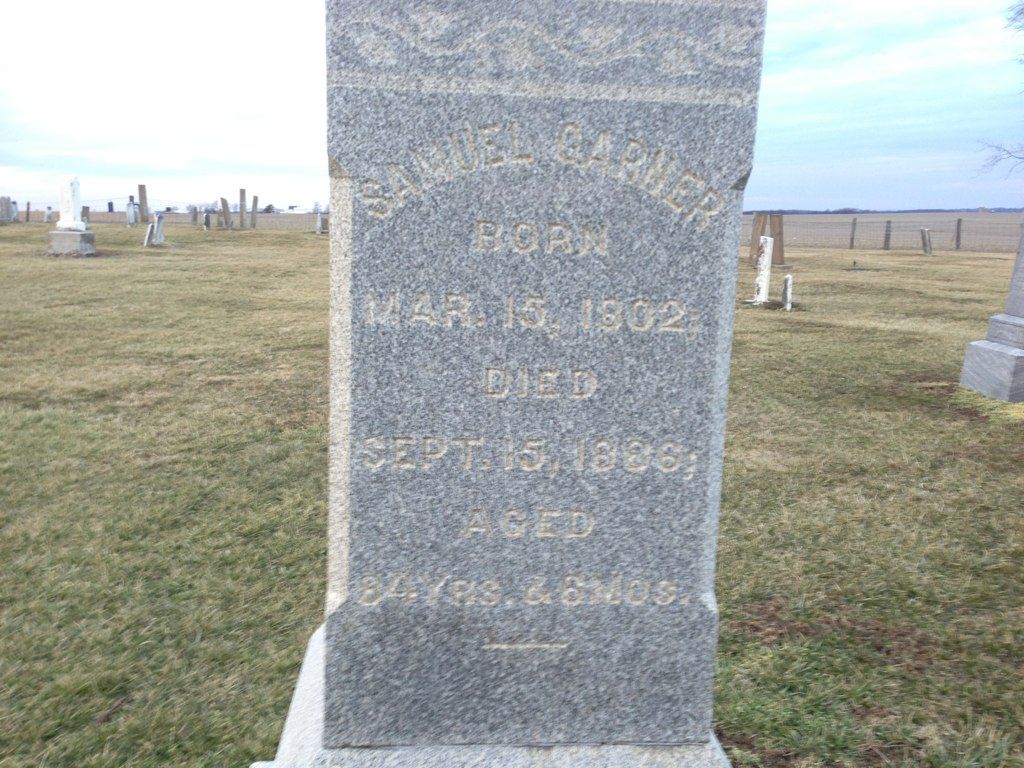 SAMUEL GARNER
BORN
MAR. 15, 1802;
DIED
SEPT. 15, 1886;
AGED
84 YRS. & 6 MOS.